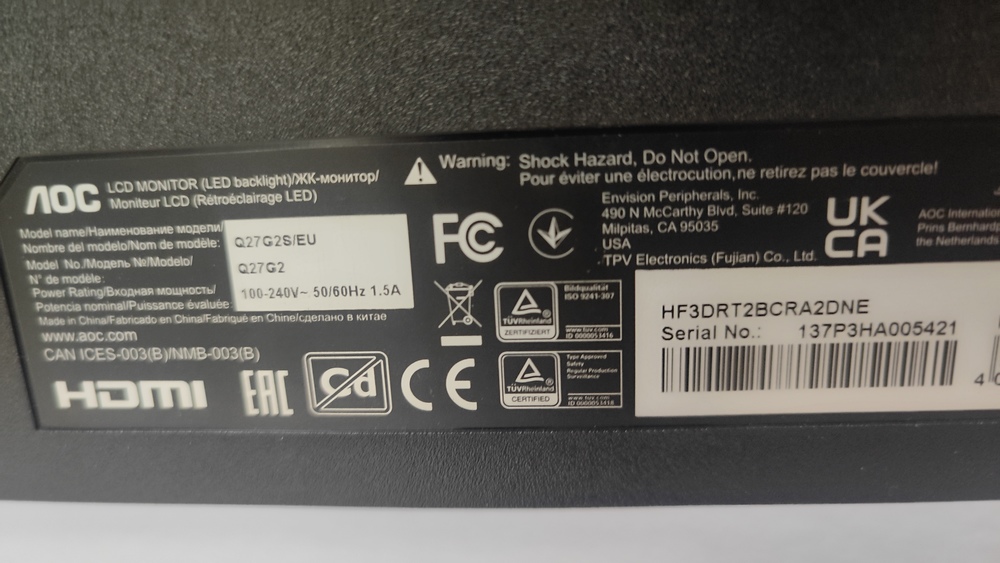 AOC
LCD MONITOR (LED backlight)/ЖК-монитор/
Moniteur LCD (Rétroéclairage LED)
Warning: Shock Hazard, Do Not Open.
Pour éviter une électrocution,ne retirez pas le couvercle!
Model name/Наименование модели/
Nombre del modelo/Nom de modèle:
Q27G2S/EU
Model No./Модель №/Modelo/
N° de modèle:
Q27G2
Power Rating/Входная мощность/
Potencia nominal/Puissance évaluée:
100-240V~ 50/60Hz 1.5A
Made in China/Fabricado en China/Fabriqué en Chine/сделано в китае
www.aoc.com
CAN ICES-003(B)/NMB-003(B)
HDMI
EAC
Cd
CE
FC
Envision Peripherals, Inc.
490 N McCarthy Blvd, Suite #120
Milpitas, CA 95035
USA
TPV Electronics (Fujian) Co., Ltd.
UK
CA
AOC Internatio
Prins Bernhardp
the Netherlands
TÜVRheinland
ZERTIFIZIERT
Bildqualität
ISO 9241-307
www.tuv.com
ID 0000053416
TÜVRheinland
CERTIFIED
Type Approved
Safety
Regular Production
Surveillance
www.tuv.com
ID 0000053418
HF3DRT2BCRA2DNE
Serial No.: 137P3HA005421
4